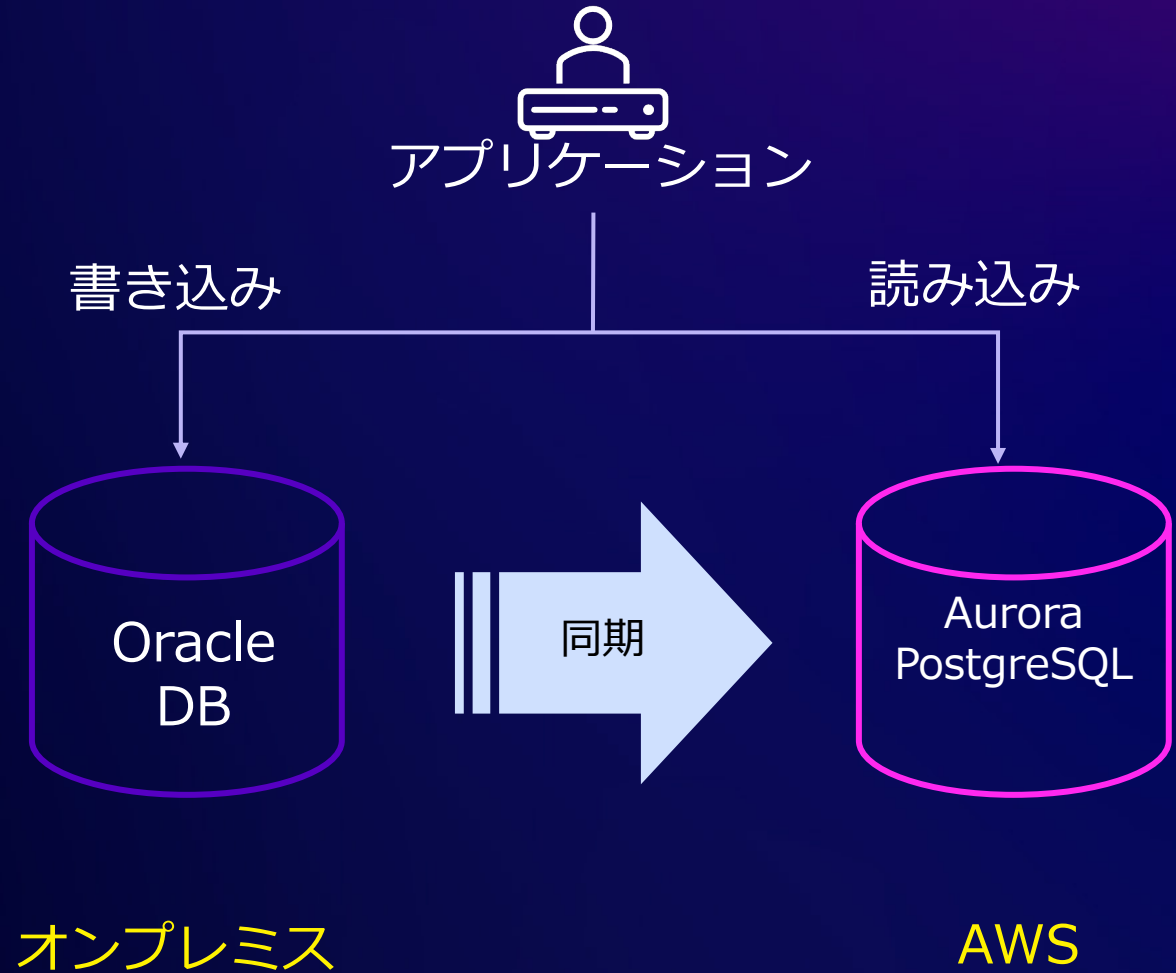 アプリケーション
書き込み
読み込み
Oracle
DB
同期
Aurora
PostgreSQL
オンプレミス
AWS